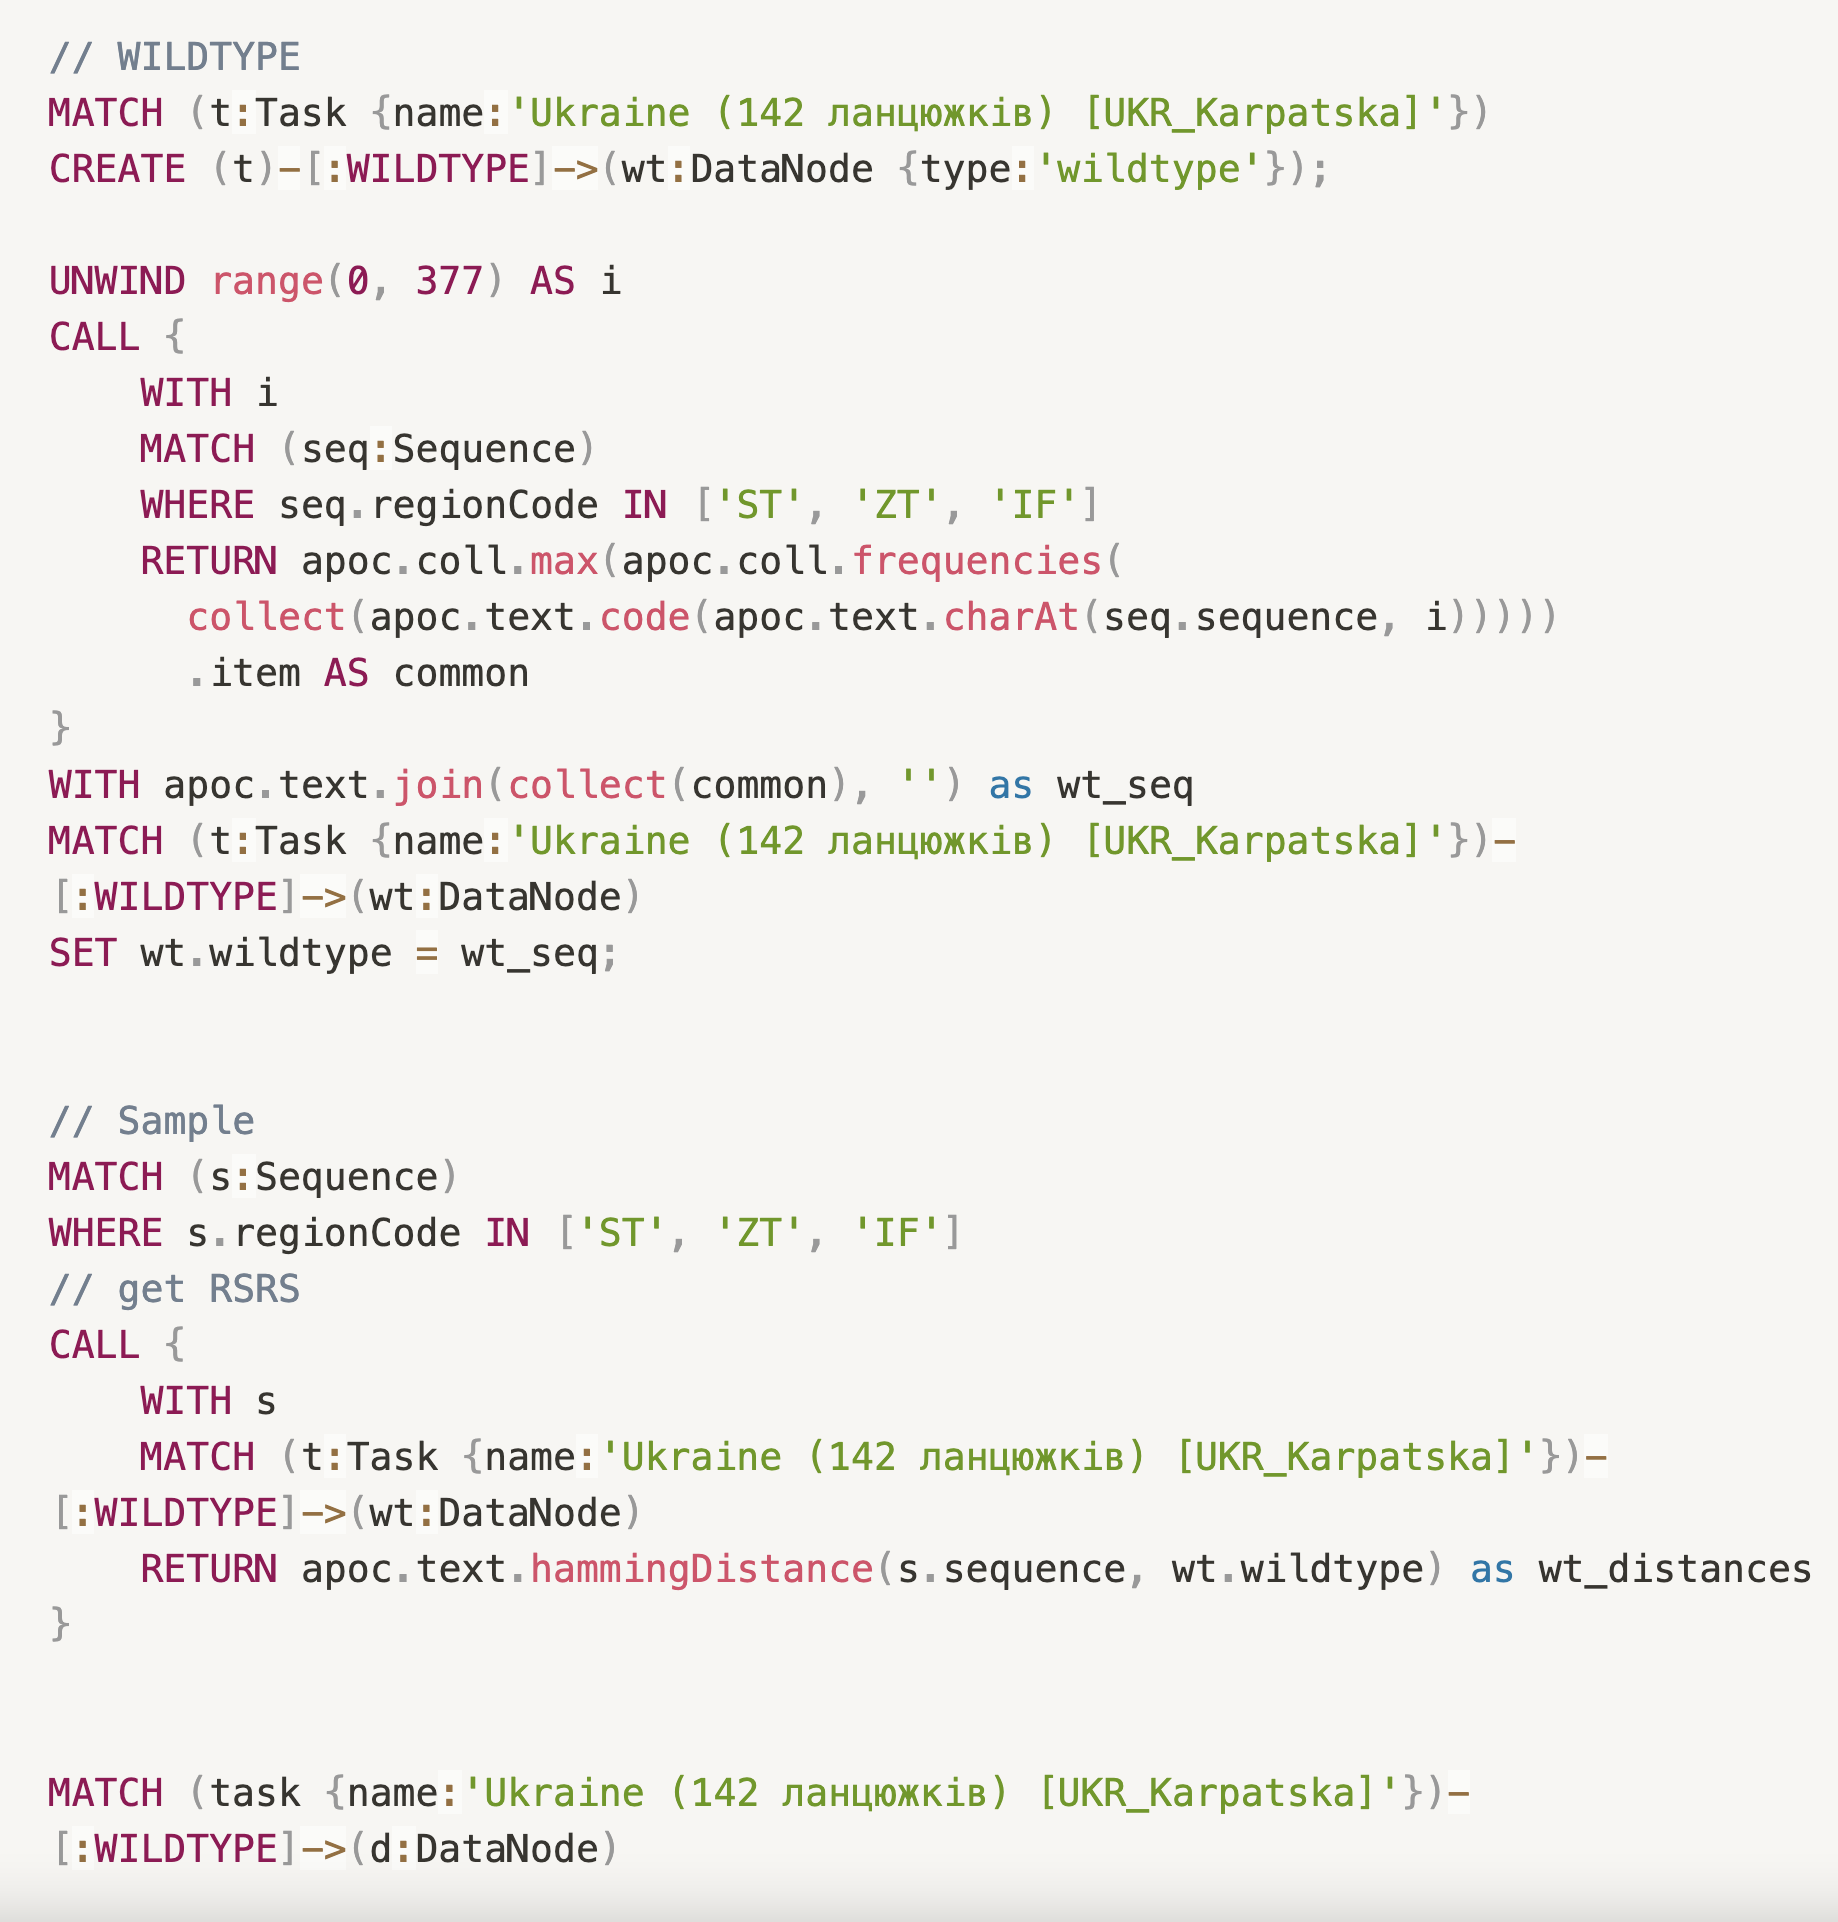 // WILDTYPE
MATCH (t:Task {name:'Ukraine (142 ланцюжків) [UKR_Karpatska]'})
CREATE (t)-[:WILDTYPE]->(wt:DataNode {type:'wildtype'});
UNWIND range(0, 377) AS i
CALL {
    WITH i
    MATCH (seq:Sequence)
    WHERE seq.regionCode IN ['ST', 'ZT', 'IF']
    RETURN apoc.coll.max(apoc.coll.frequencies(
      collect(apoc.text.code(apoc.text.charAt(seq.sequence, i)))))
      .item AS common
}
WITH apoc.text.join(collect(common), '') as wt_seq
MATCH (t:Task {name:'Ukraine (142 ланцюжків) [UKR_Karpatska]'})-
[:WILDTYPE]->(wt:DataNode)
SET wt.wildtype = wt_seq;
// Sample
MATCH (s:Sequence)
WHERE s.regionCode IN ['ST', 'ZT', 'IF']
// get RSRS
CALL {
    WITH s
    MATCH (t:Task {name:'Ukraine (142 ланцюжків) [UKR_Karpatska]'})-
[:WILDTYPE]->(wt:DataNode)
    RETURN apoc.text.hammingDistance(s.sequence, wt.wildtype) as wt_distances
}
MATCH (task {name:'Ukraine (142 ланцюжків) [UKR_Karpatska]'})-
[:WILDTYPE]->(d:DataNode)